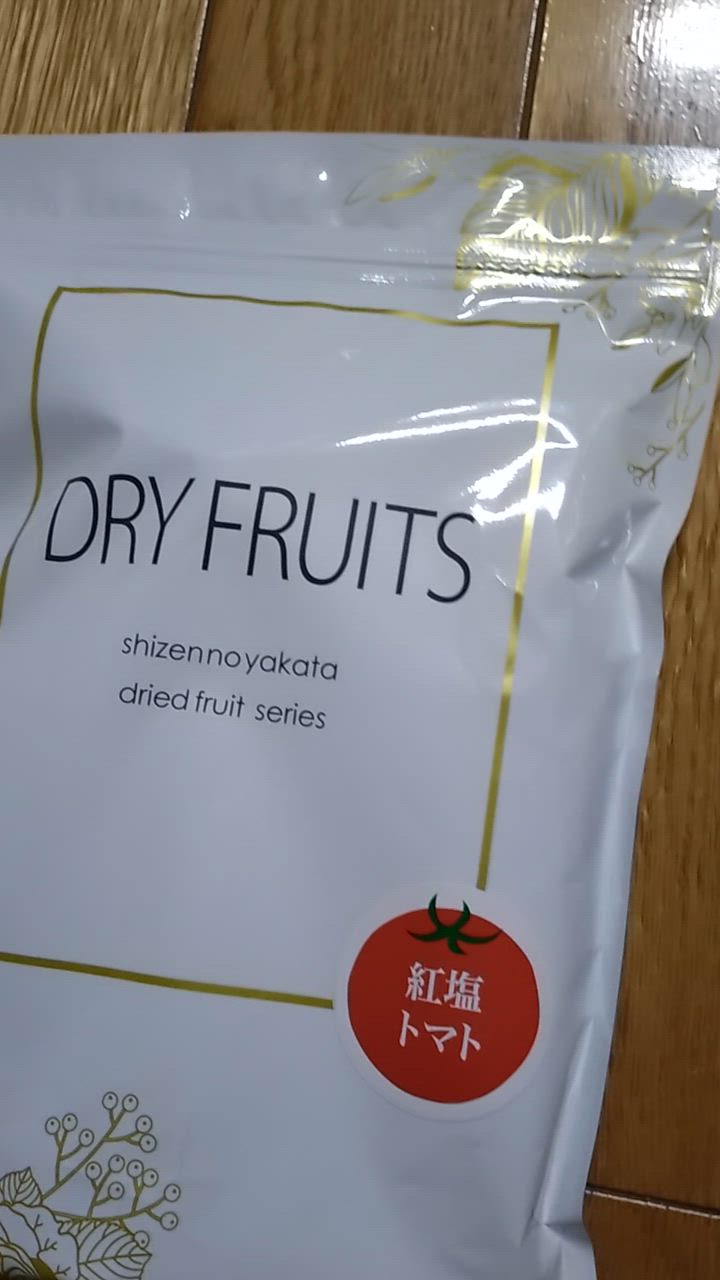 DRY FRUITS
shizennoyakata
dried fruit series
紅塩
トマト